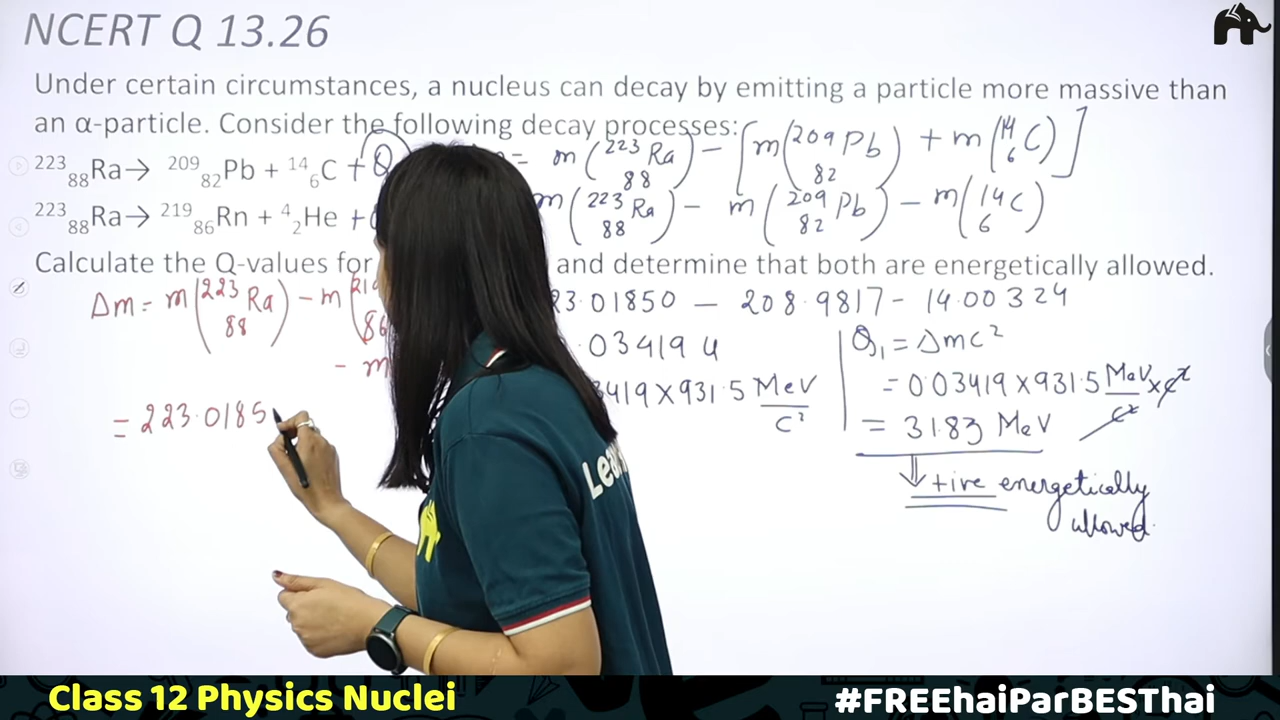 NCERT Q 13.26
Under certain circumstances, a nucleus can decay by emitting a particle more massive than
an α-particle. Consider the following decay processes:
= m(²²³₈₈Ra) − [m(²⁰⁹₈₂Pb) + m(¹⁴₆C)]
²²³₈₈Ra→ ²⁰⁹₈₂Pb + ¹⁴₆C + Q
m(²²³₈₈Ra) − m(²⁰⁹₈₂Pb) − m(¹⁴₆C)
²²³₈₈Ra→ ²¹⁹₈₆Rn + ⁴₂He +
Calculate the Q-values for and determine that both are energetically allowed.
Δm = m(²²³₈₈Ra) − m
− m
= 223.0185
23.01850 − 208.9817 − 14.00324
.034194
3419 × 931.5 MeV/c²
Q₁ = Δmc²
= 0.03419 × 931.5 MeV/c² × c²
= 31.83 MeV
+ive energetically
allowed.
Lear
Class 12 Physics Nuclei
#FREEhaiParBESThai